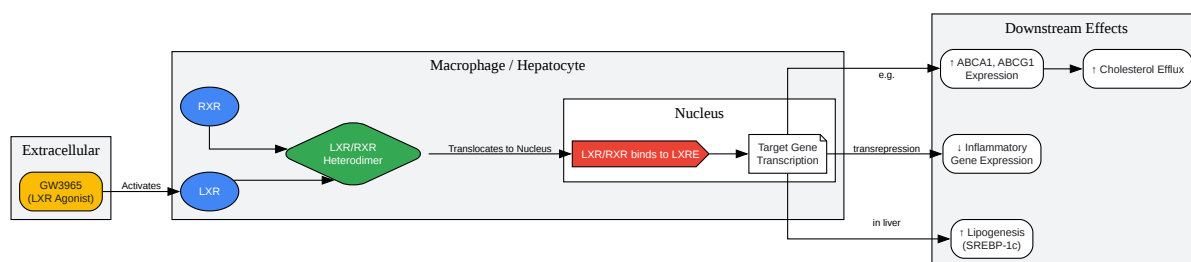 Extracellular
GW3965
(LXR Agonist)
Activates
Macrophage / Hepatocyte
RXR
LXR
LXR/RXR
Heterodimer
Translocates to Nucleus
Nucleus
LXR/RXR binds to LXRE
Target Gene
Transcription
e.g.
transrepression
in liver
Downstream Effects
↑ ABCA1, ABCG1
Expression
↑ Cholesterol Efflux
↓ Inflammatory
Gene Expression
↑ Lipogenesis
(SREBP-1c)